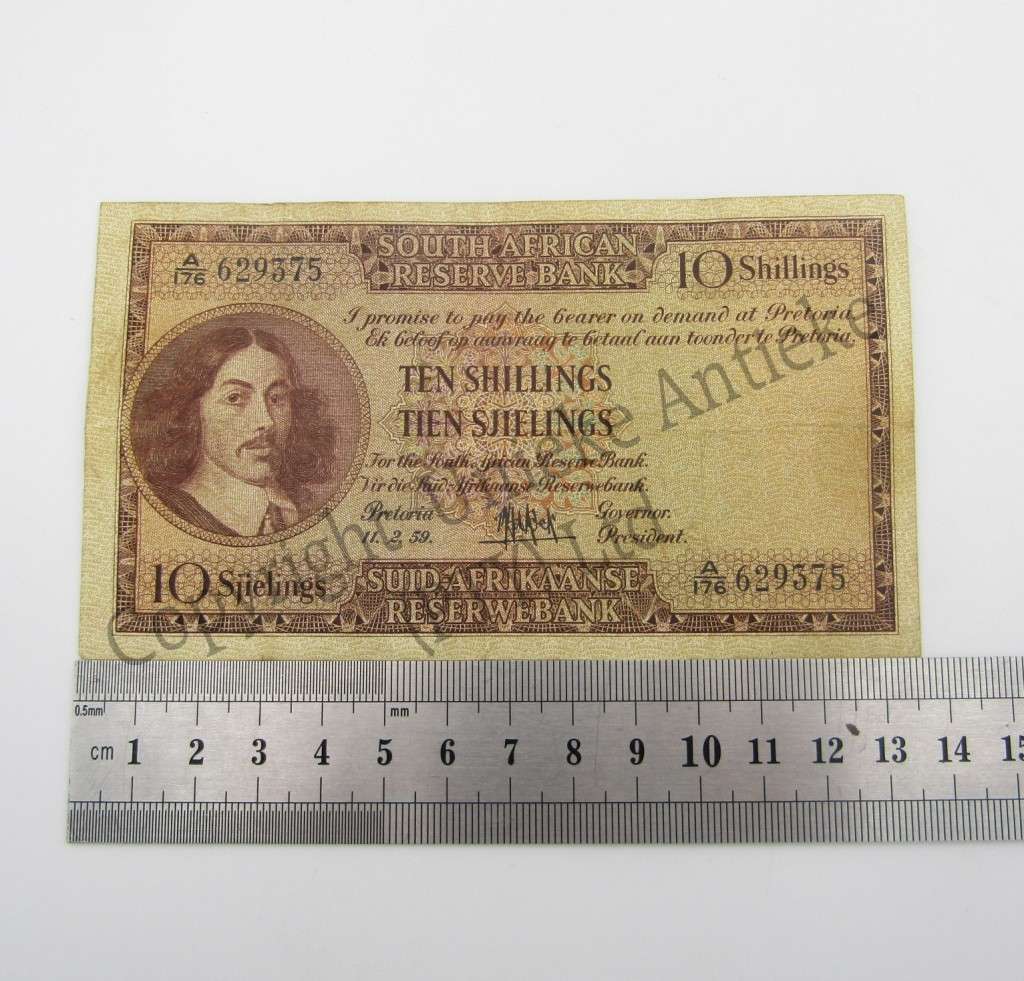 SOUTH AFRICAN
RESERVE BANK
A/176 629375
10 Shillings
I promise to pay the bearer on demand at Pretoria.
Ek beloof op aanvraag te betaal aan toonder te Pretoria.
TEN SHILLINGS
TIEN SJIELINGS
For the South African Reserve Bank.
Vir die Suid-Afrikaanse Reserwebank.
Pretoria
11. 2. 59.
Governor.
President.
10 Sjielings
SUID-AFRIKAANSE
RESERWEBANK
A/176 629375
Antieke
0.5mm
mm
cm 1 2 3 4 5 6 7 8 9 10 11 12 13 14 15